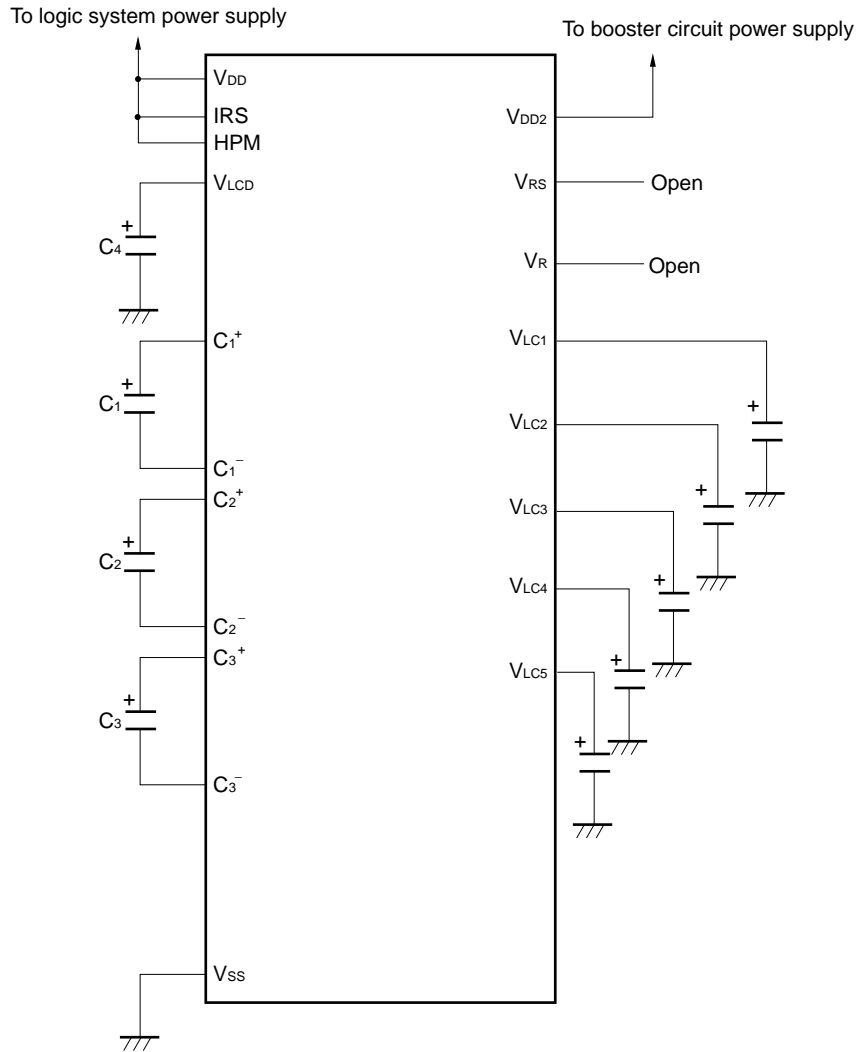 To logic system power supply
To booster circuit power supply
VDD
IRS
HPM
VLCD
+
C4
C1+
+
C1
C1−
C2+
+
C2
C2−
C3+
+
C3
C3−
VSS
VDD2
VRS
Open
VR
Open
VLC1
+
VLC2
+
VLC3
+
VLC4
+
VLC5
+